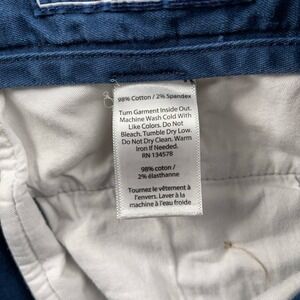 98% Cotton / 2% Spandex
Turn Garment Inside Out.
Machine Wash Cold With
Like Colors. Do Not
Bleach. Tumble Dry Low.
Do Not Dry Clean. Warm
Iron If Needed.
RN 134578
98% coton /
2% élasthanne
Tournez le vêtement à
l'envers. Laver à la
machine à l'eau froide